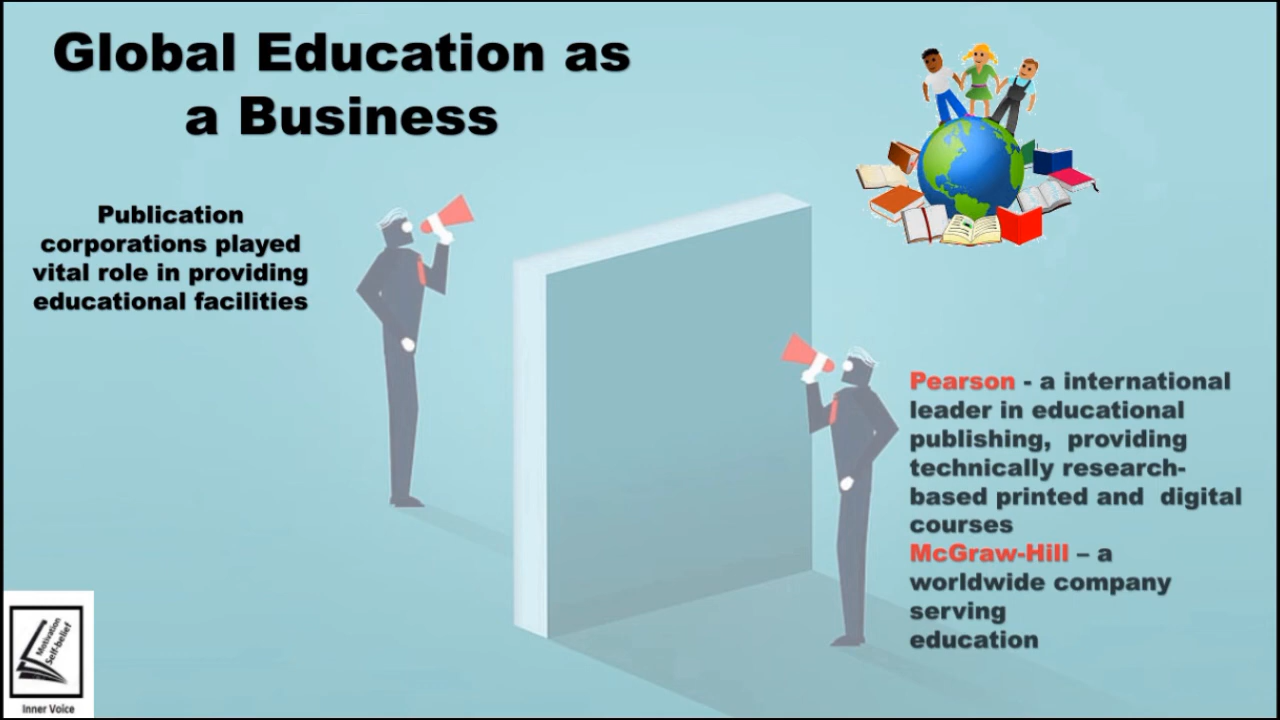 Global Education as
a Business
Publication
corporations played
vital role in providing
educational facilities
Pearson - a international
leader in educational
publishing,  providing
technically research-
based printed and  digital
courses
McGraw-Hill – a
worldwide company
serving
education
Motivation
Self-belief
Inner Voice